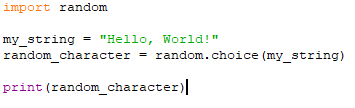 import random
my_string = "Hello, World!"
random_character = random.choice(my_string)
print(random_character)